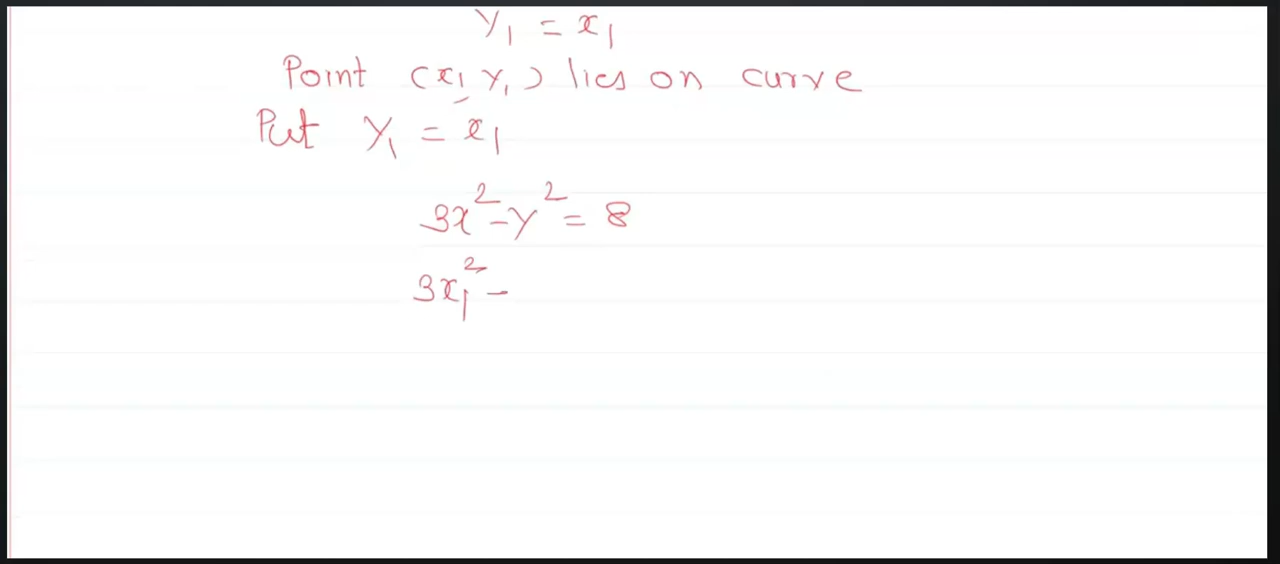 y₁ = x₁
Point (x₁ y₁) lies on curve
Put y₁ = x₁
3x² - y² = 8
3x₁² -